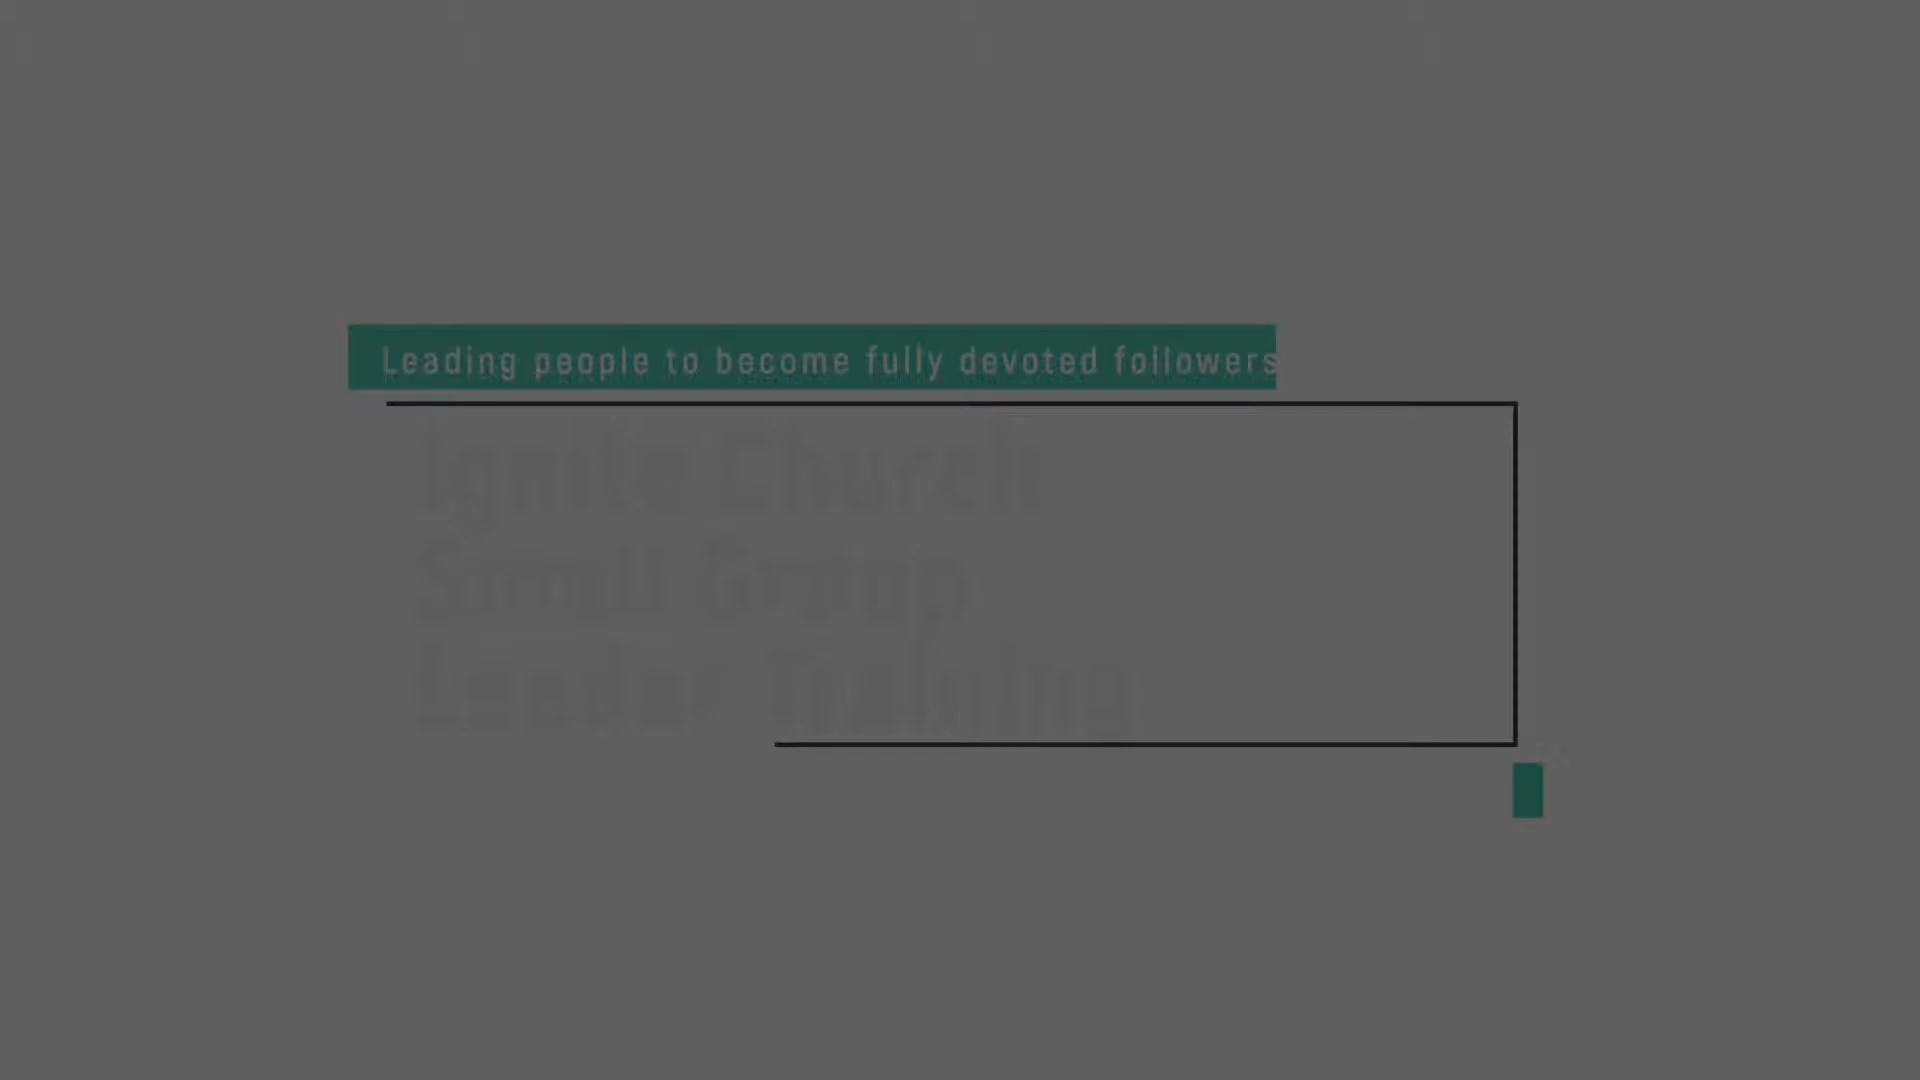 Leading people to become fully devoted followers
Ignite Church
Small Group
Leader Training